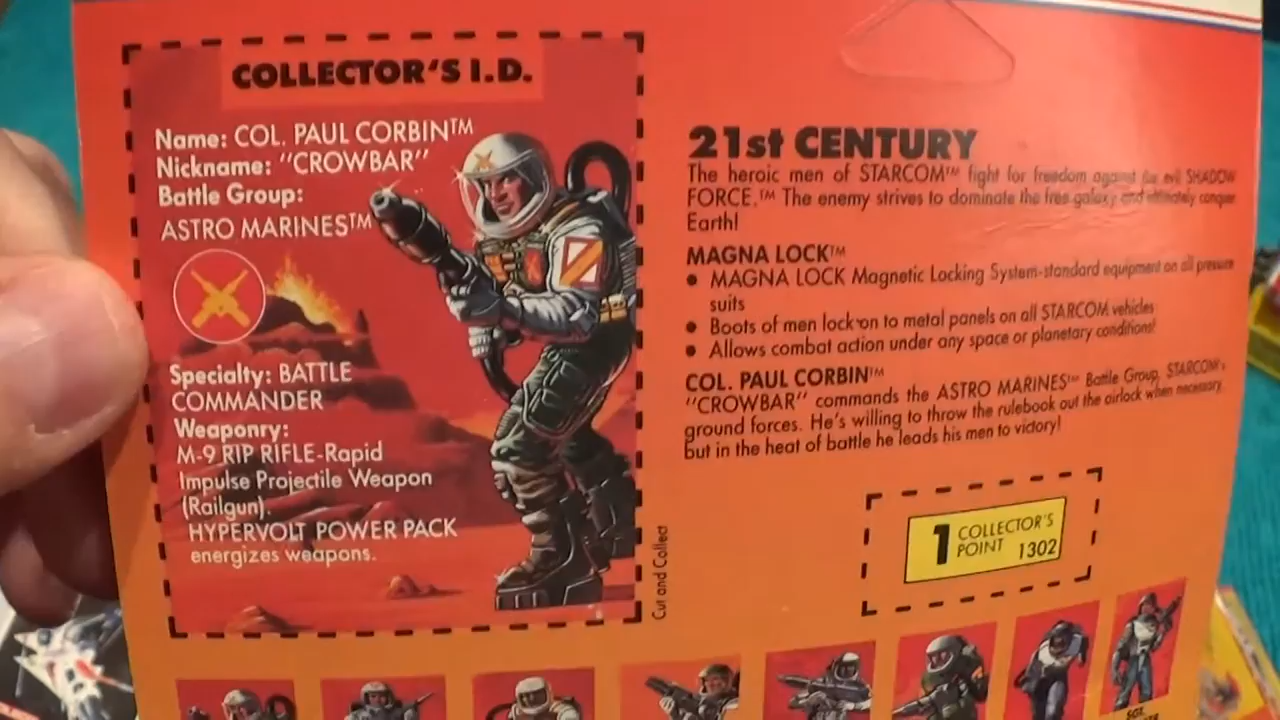 COLLECTOR'S I.D.
Name: COL. PAUL CORBIN™
Nickname: "CROWBAR"
Battle Group:
ASTRO MARINES™
Specialty: BATTLE
COMMANDER
Weaponry:
M-9 RIP RIFLE-Rapid
Impulse Projectile Weapon
(Railgun).
HYPERVOLT POWER PACK
energizes weapons.
Cut and Collect
21st CENTURY
The heroic men of STARCOM™ fight for freedom against the evil SHADOW
FORCE.™ The enemy strives to dominate the free galaxy and ultimately conquer
Earth!
MAGNA LOCK™
• MAGNA LOCK Magnetic Locking System-standard equipment on all pressure
suits
• Boots of men lock on to metal panels on all STARCOM vehicles
• Allows combat action under any space or planetary conditions!
COL. PAUL CORBIN™
"CROWBAR" commands the ASTRO MARINES™ Battle Group, STARCOM's
ground forces. He's willing to throw the rulebook out the airlock when necessary
but in the heat of battle he leads his men to victory!
1 COLLECTOR'S
POINT 1302
SGT.